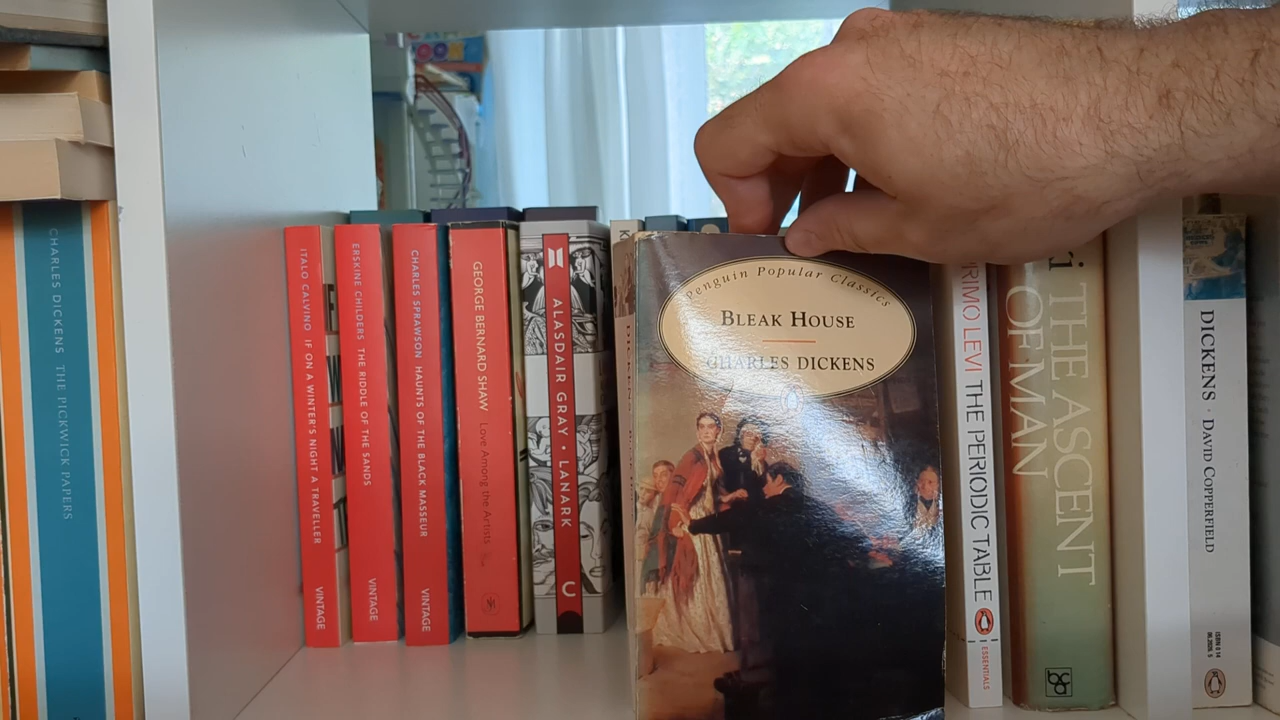 CHARLES DICKENS THE PICKWICK PAPERS
ITALO CALVINO IF ON A WINTER'S NIGHT A TRAVELLER
VINTAGE
ERSKINE CHILDERS THE RIDDLE OF THE SANDS
VINTAGE
CHARLES SPRAWSON HAUNTS OF THE BLACK MASSEUR
VINTAGE
GEORGE BERNARD SHAW Love Among the Artists
ALASDAIR GRAY • LANARK
Penguin Popular Classics
BLEAK HOUSE
CHARLES DICKENS
PRIMO LEVI THE PERIODIC TABLE
ESSENTIALS
THE ASCENT
OF MAN
DICKENS · DAVID COPPERFIELD